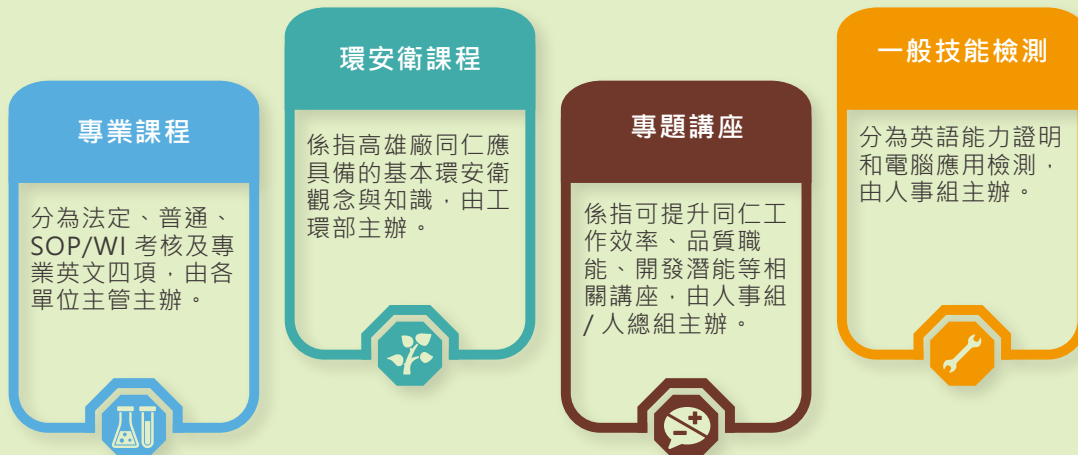 專業課程
分為法定、普通、
SOP/WI 考核及專
業英文四項，由各
單位主管主辦。
環安衛課程
係指高雄廠同仁應
具備的基本環安衛
觀念與知識，由工
環部主辦。
專題講座
係指可提升同仁工
作效率、品質職
能、開發潛能等相
關講座，由人事組
/ 人總組主辦。
一般技能檢測
分為英語能力證明
和電腦應用檢測，
由人事組主辦。